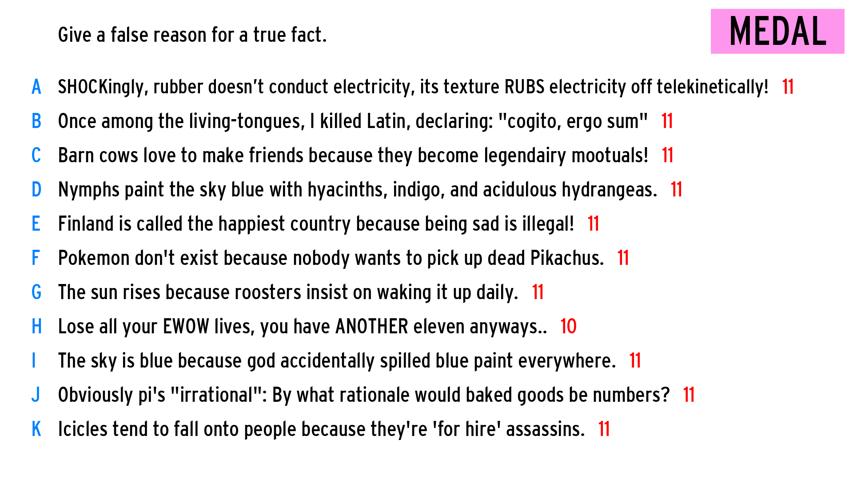 Give a false reason for a true fact.
MEDAL
A SHOCKingly, rubber doesn't conduct electricity, its texture RUBS electricity off telekinetically! 11
B Once among the living-tongues, I killed Latin, declaring: "cogito, ergo sum" 11
C Barn cows love to make friends because they become legendairy mootuals! 11
D Nymphs paint the sky blue with hyacinths, indigo, and acidulous hydrangeas. 11
E Finland is called the happiest country because being sad is illegal! 11
F Pokemon don't exist because nobody wants to pick up dead Pikachus. 11
G The sun rises because roosters insist on waking it up daily. 11
H Lose all your EWOW lives, you have ANOTHER eleven anyways.. 10
I The sky is blue because god accidentally spilled blue paint everywhere. 11
J Obviously pi's "irrational": By what rationale would baked goods be numbers? 11
K Icicles tend to fall onto people because they're 'for hire' assassins. 11